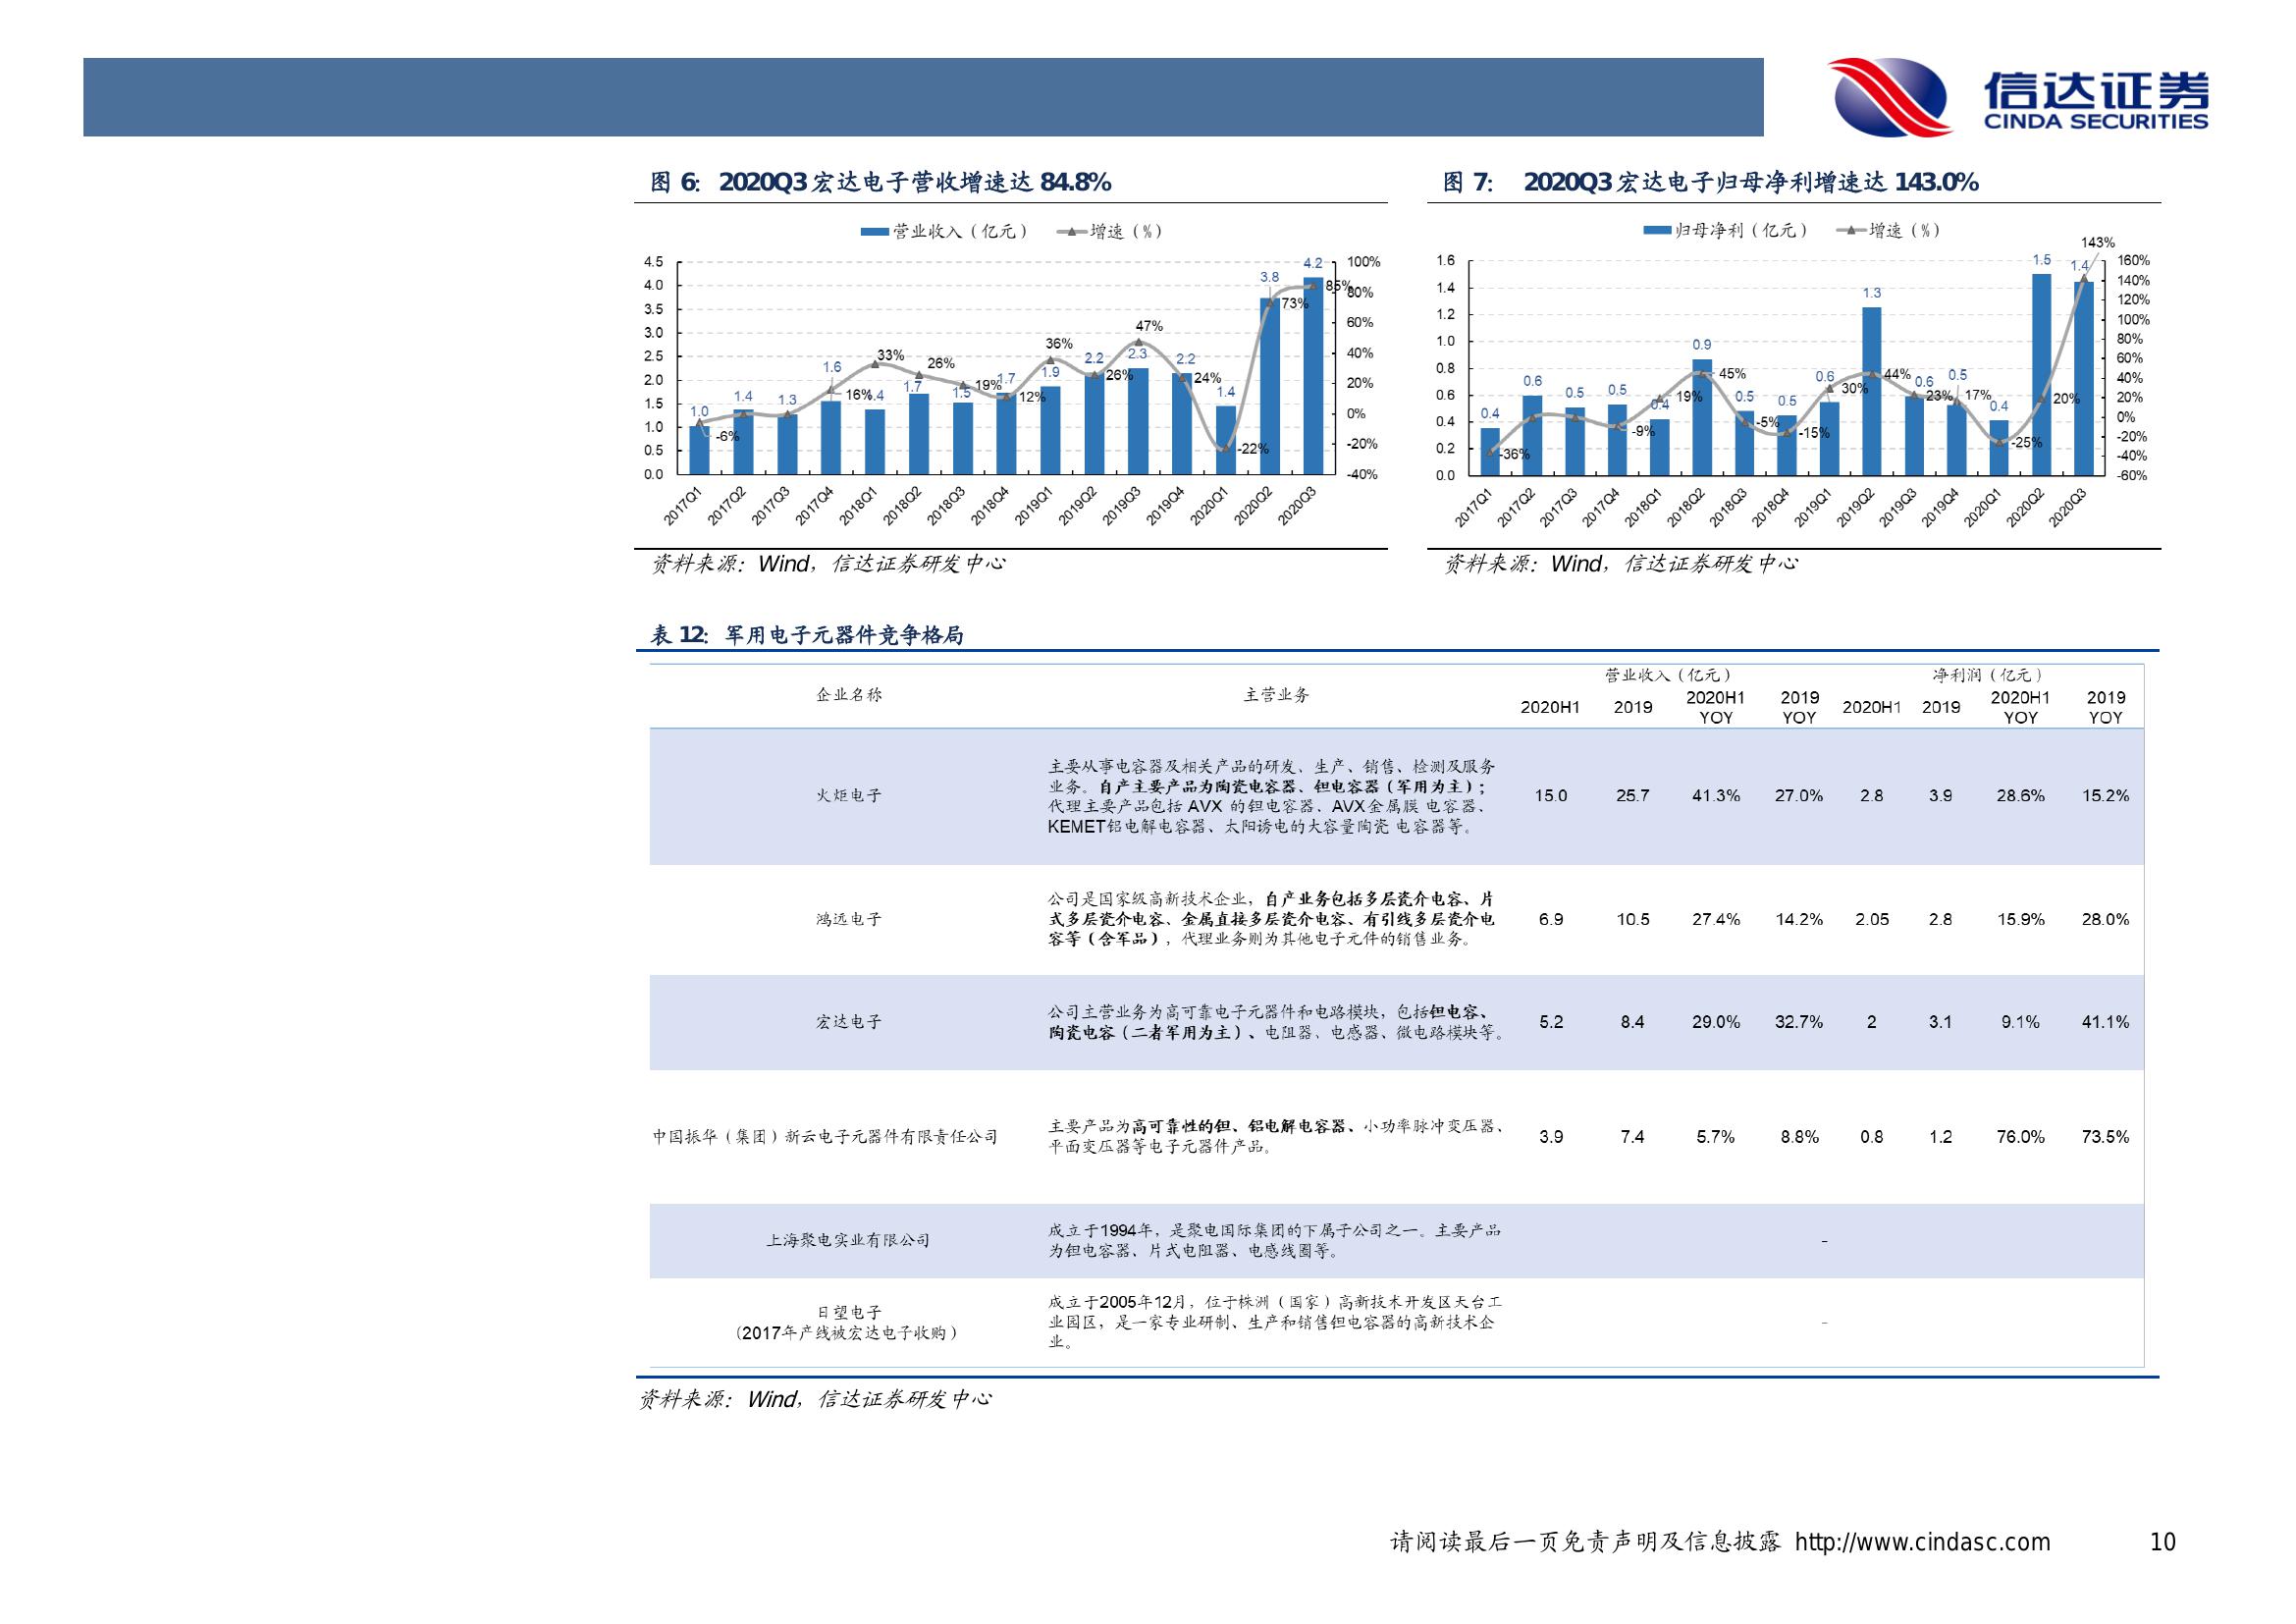 信达证券
CINDA SECURITIES
图 6: 2020Q3 宏达电子营收增速达 84.8%
营业收入（亿元） 增速（%）
4.5
4.0
3.5
3.0
2.5
2.0
1.5
1.0
0.5
0.0
100%
80%
60%
40%
20%
0%
-20%
-40%
1.0 1.4 1.3 1.6 1.4 1.7 1.5 1.7 1.9 2.2 2.3 2.2 1.4 3.8 4.2
-6% 16% 33% 26% 19% 12% 36% 26% 47% 24% -22% 73% 85%
2017Q1 2017Q2 2017Q3 2017Q4 2018Q1 2018Q2 2018Q3 2018Q4 2019Q1 2019Q2 2019Q3 2019Q4 2020Q1 2020Q2 2020Q3
资料来源：Wind，信达证券研发中心
图 7: 2020Q3 宏达电子归母净利增速达 143.0%
归母净利（亿元） 增速（%）
1.6
1.4
1.2
1.0
0.8
0.6
0.4
0.2
0.0
160%
140%
120%
100%
80%
60%
40%
20%
0%
-20%
-40%
-60%
0.4 0.6 0.5 0.5 0.4 0.9 0.5 0.5 0.6 1.3 0.6 0.5 0.4 1.5 1.4
-36% -9% 19% 45% -5% -15% 30% 44% 23% 17% -25% 20% 143%
2017Q1 2017Q2 2017Q3 2017Q4 2018Q1 2018Q2 2018Q3 2018Q4 2019Q1 2019Q2 2019Q3 2019Q4 2020Q1 2020Q2 2020Q3
资料来源：Wind，信达证券研发中心
表 12: 军用电子元器件竞争格局
企业名称 主营业务 营业收入（亿元） 净利润（亿元）
2020H1 2019 2020H1 YOY 2019 YOY 2020H1 2019 2020H1 YOY 2019 YOY
火炬电子
主要从事电容器及相关产品的研发、生产、销售、检测及服务
业务。自产主要产品为陶瓷电容器、钽电容器（军用为主）；
代理主要产品包括 AVX 的钽电容器、AVX金属膜 电容器、
KEMET铝电解电容器、太阳诱电的大容量陶瓷 电容器等。
15.0 25.7 41.3% 27.0% 2.8 3.9 28.6% 15.2%
鸿远电子
公司是国家级高新技术企业，自产业务包括多层瓷介电容、片
式多层瓷介电容、金属直接多层瓷介电容、有引线多层瓷介电
容等（含军品），代理业务则为其他电子元件的销售业务。
6.9 10.5 27.4% 14.2% 2.05 2.8 15.9% 28.0%
宏达电子
公司主营业务为高可靠电子元器件和电路模块，包括钽电容、
陶瓷电容（二者军用为主）、电阻器、电感器、微电路模块等。
5.2 8.4 29.0% 32.7% 2 3.1 9.1% 41.1%
中国振华（集团）新云电子元器件有限责任公司
主要产品为高可靠性的钽、铝电解电容器、小功率脉冲变压器、
平面变压器等电子元器件产品。
3.9 7.4 5.7% 8.8% 0.8 1.2 76.0% 73.5%
上海聚电实业有限公司
成立于1994年，是聚电国际集团的下属子公司之一。主要产品
为钽电容器、片式电阻器、电感线圈等。
-
日望电子
（2017年产线被宏达电子收购）
成立于2005年12月，位于株洲（国家）高新技术开发区天台工
业园区，是一家专业研制、生产和销售钽电容器的高新技术企
业。
-
资料来源：Wind，信达证券研发中心
请阅读最后一页免责声明及信息披露 http://www.cindasc.com 10